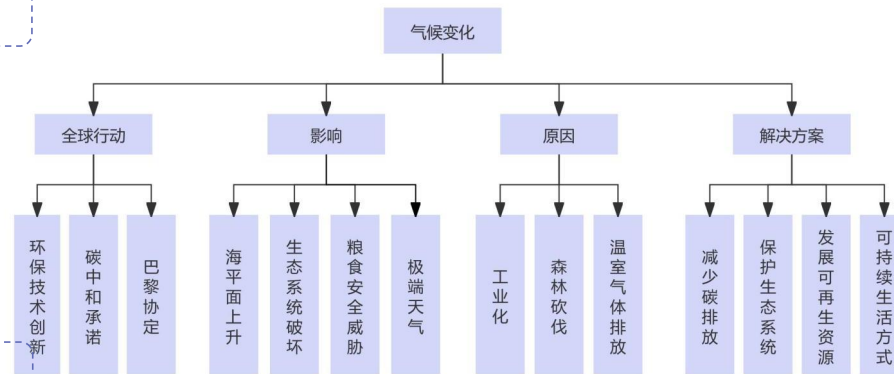 气候变化
全球行动
影响
原因
解决方案
环保技术创新
碳中和承诺
巴黎协定
海平面上升
生态系统破坏
粮食安全威胁
极端天气
工业化
森林砍伐
温室气体排放
减少碳排放
保护生态系统
发展可再生资源
可持续生活方式